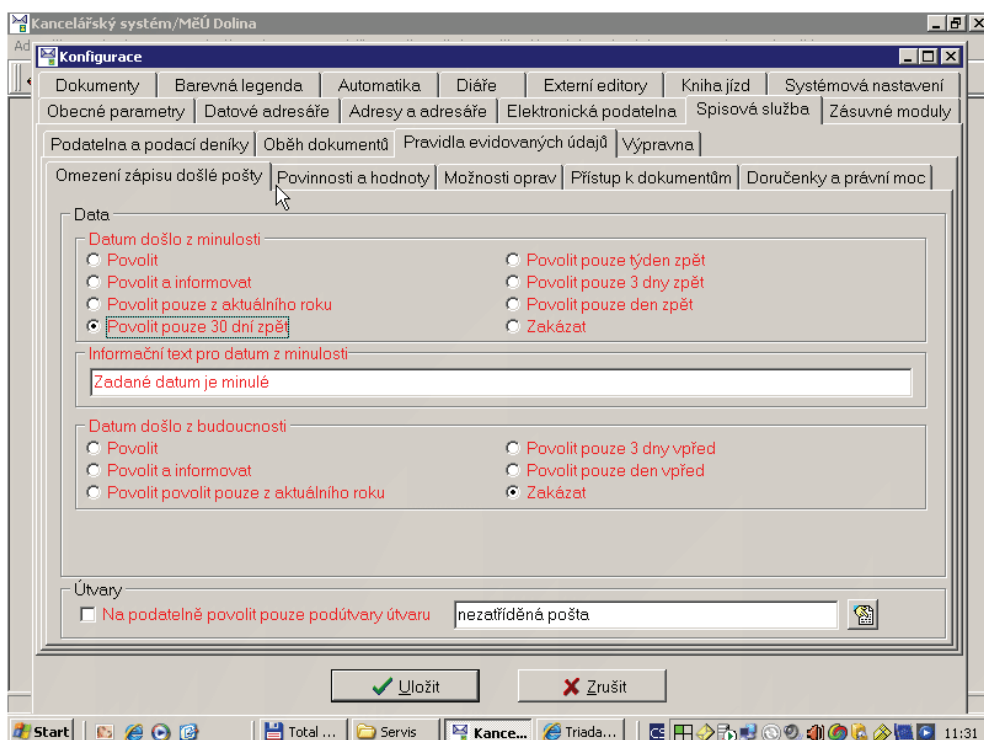 Kancelářský systém/MěÚ Dolina
Konfigurace
Dokumenty Barevná legenda Automatika Diáře Externí editory Kniha jízd Systémová nastavení
Obecné parametry Datové adresáře Adresy a adresáře Elektronická podatelna Spisová služba Zásuvné moduly
Podatelna a podací deníky Oběh dokumentů Pravidla evidovaných údajů Výpravna
Omezení zápisu došlé pošty Povinnosti a hodnoty Možnosti oprav Přístup k dokumentům Doručenky a právní moc
Data
Datum došlo z minulosti
Povolit Povolit pouze týden zpět
Povolit a informovat Povolit pouze 3 dny zpět
Povolit pouze z aktuálního roku Povolit pouze den zpět
Povolit pouze 30 dní zpět Zakázat
Informační text pro datum z minulosti
Zadané datum je minulé
Datum došlo z budoucnosti
Povolit Povolit pouze 3 dny vpřed
Povolit a informovat Povolit pouze den vpřed
Povolit povolit pouze z aktuálního roku Zakázat
Útvary
Na podatelně povolit pouze podútvary útvaru nezatříděná pošta
Uložit Zrušit
Start Total ... Servis Kance... Triada... 11:31